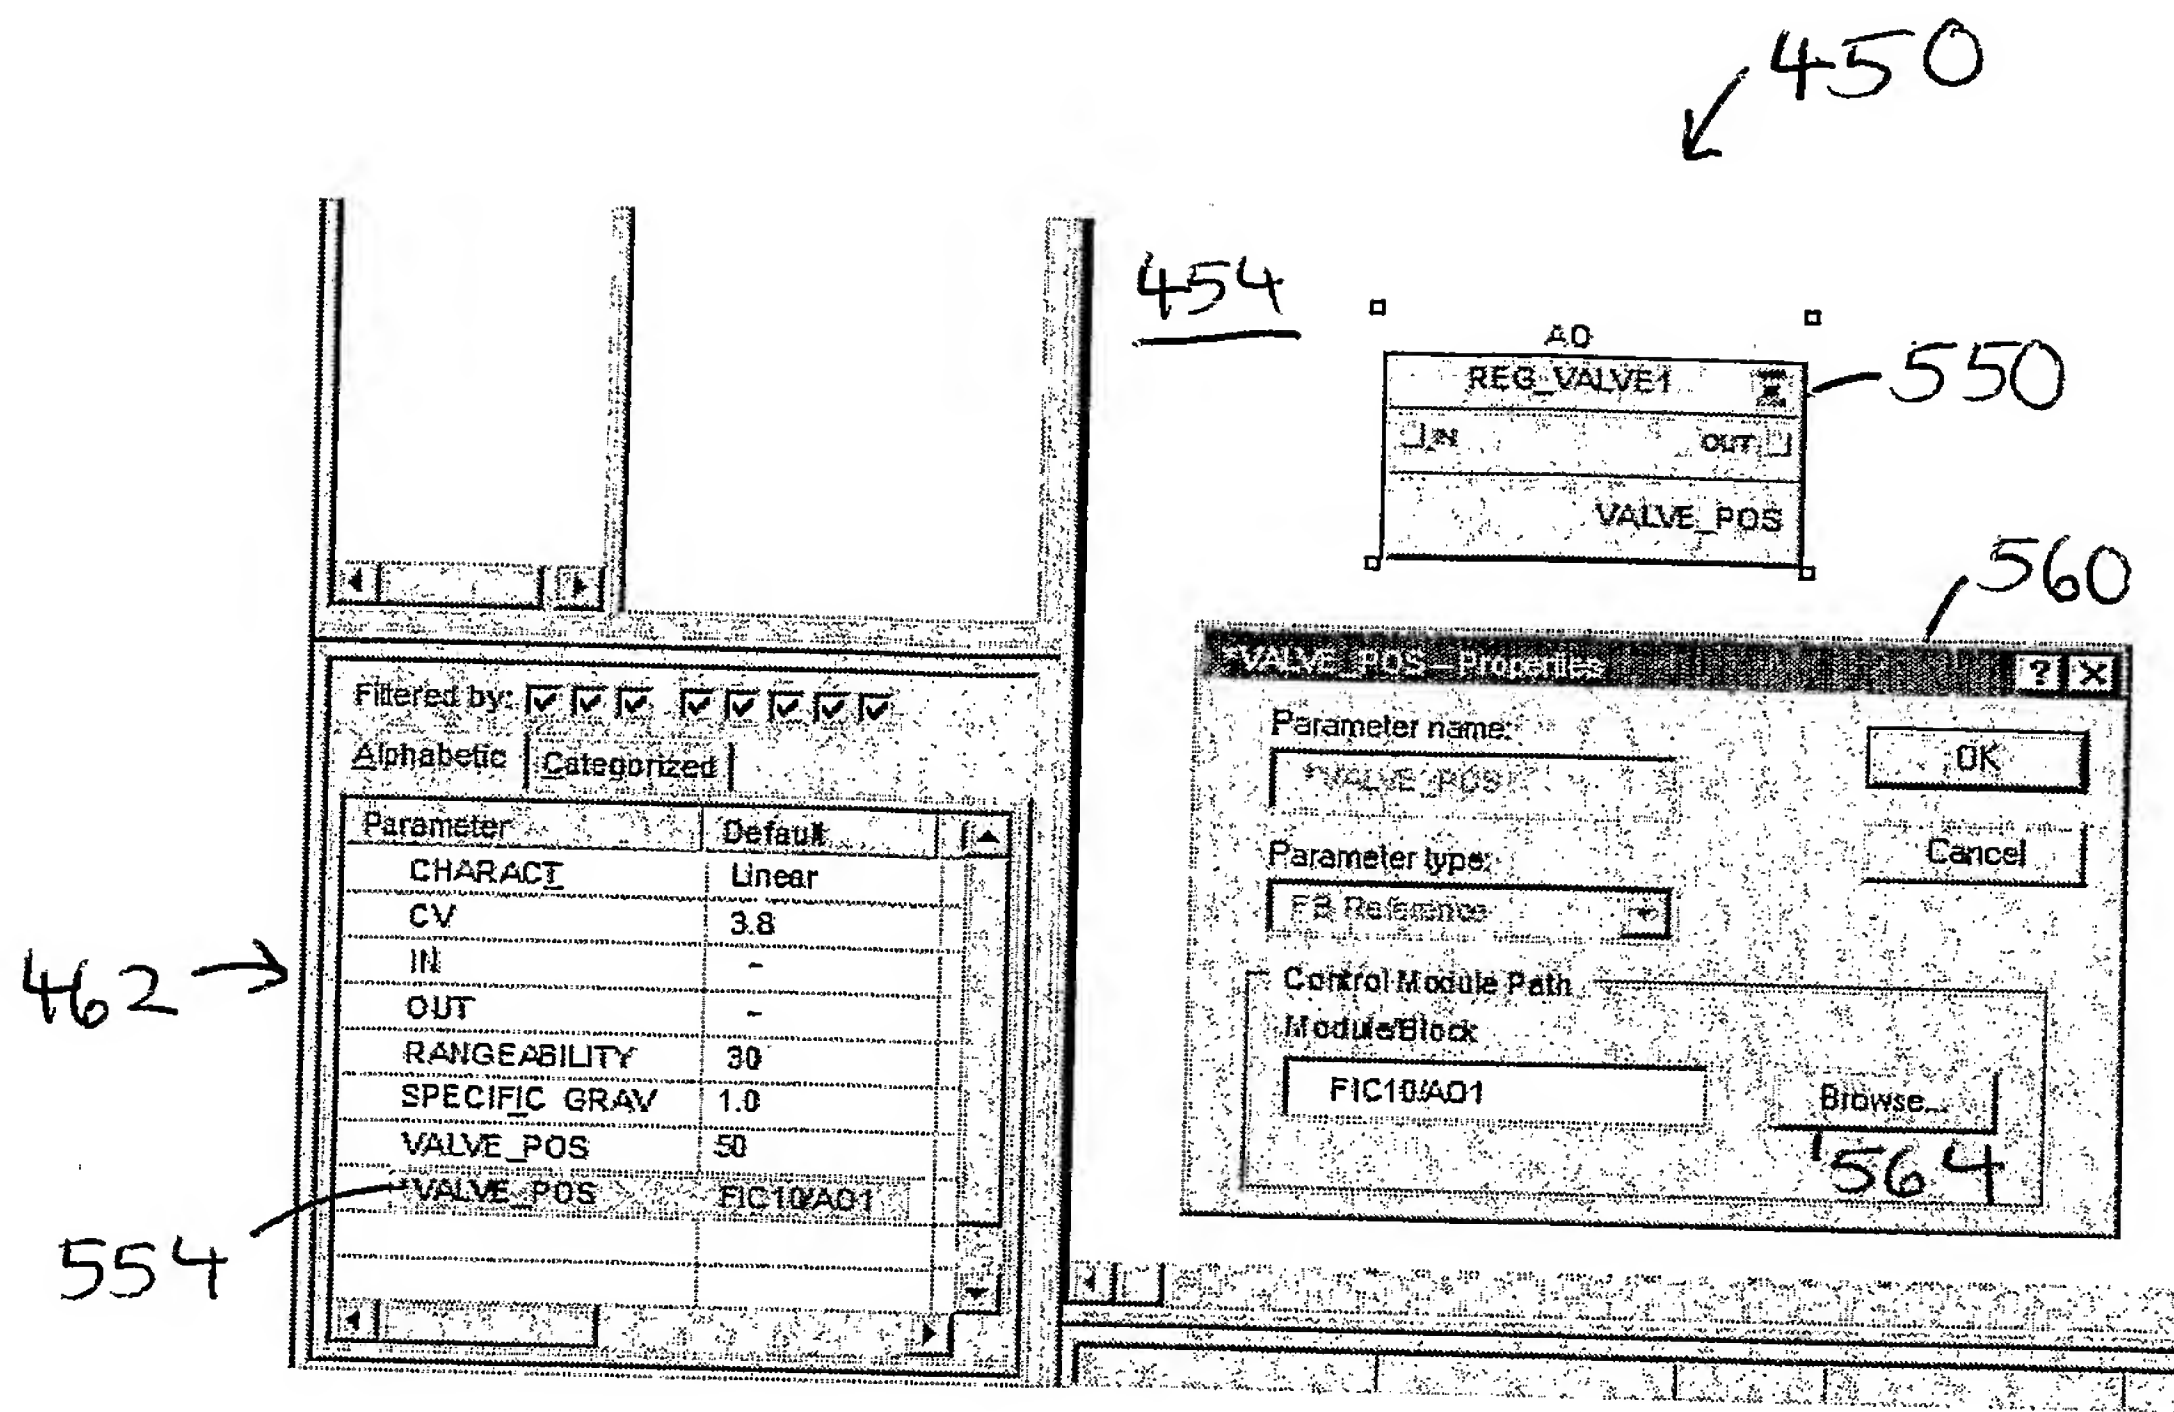 450
454
AO
REG_VALVE1
550
IN OUT
VALVE_POS
560
*VALVE_POS – Properties
Filtered by:
Parameter name:
OK
Alphabetic Categorized
*VALVE_POS
Parameter Default
Parameter type:
Cancel
CHARACT Linear
FB Reference
CV 3.8
462
IN -
Control Module Path
OUT -
Module/Block
RANGEABILITY 30
FIC10/AO1
Browse...
SPECIFIC GRAV 1.0
VALVE_POS 50
564
*VALVE_POS FIC10/AO1
554